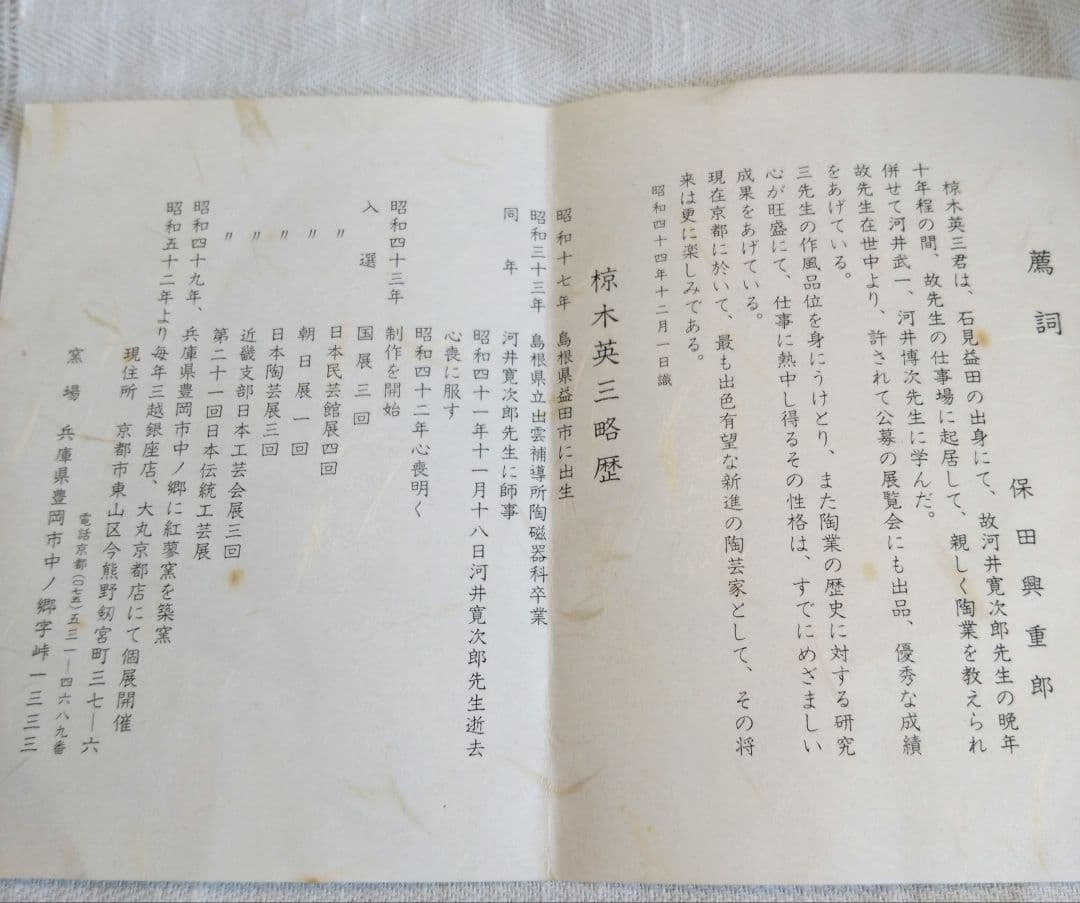 薦詞
保田興重郎
椋木英三君は、石見益田の出身にて、故河井寛次郎先生の晩年
十年程の間、故先生の仕事場に起居して、親しく陶業を教えられ
併せて河井武一、河井博次先生に学んだ。
故先生在世中より、許されて公募の展覧会にも出品、優秀な成績
をあげている。
三先生の作風品位を身にうけとり、また陶業の歴史に対する研究
心が旺盛にて、仕事に熱中し得るその性格は、すでにめざましい
成果をあげている。
現在京都に於いて、最も出色有望な新進の陶芸家として、その将
来は更に楽しみである。
昭和四十四年十二月一日識
椋木英三略歴
昭和十七年 島根県益田市に出生
昭和三十三年 島根県立出雲補導所陶磁器科卒業
同年 河井寛次郎先生に師事
昭和四十一年十一月十八日河井寛次郎先生逝去
心喪に服す
昭和四十二年心喪明く
昭和四十三年 制作を開始
入選 国展三回
〃 日本民芸館展四回
〃 朝日展一回
〃 日本陶芸展三回
〃 近畿支部日本工芸会展三回
〃 第二十一回日本伝統工芸展
昭和四十九年、兵庫県豊岡市中ノ郷に紅蓼窯を築窯
昭和五十二年より毎年三越銀座店、大丸京都店にて個展開催
現住所 京都市東山区今熊野剱宮町三七―六
電話京都(〇七五)五三一―四六八九番
窯場 兵庫県豊岡市中ノ郷字峠一三三三